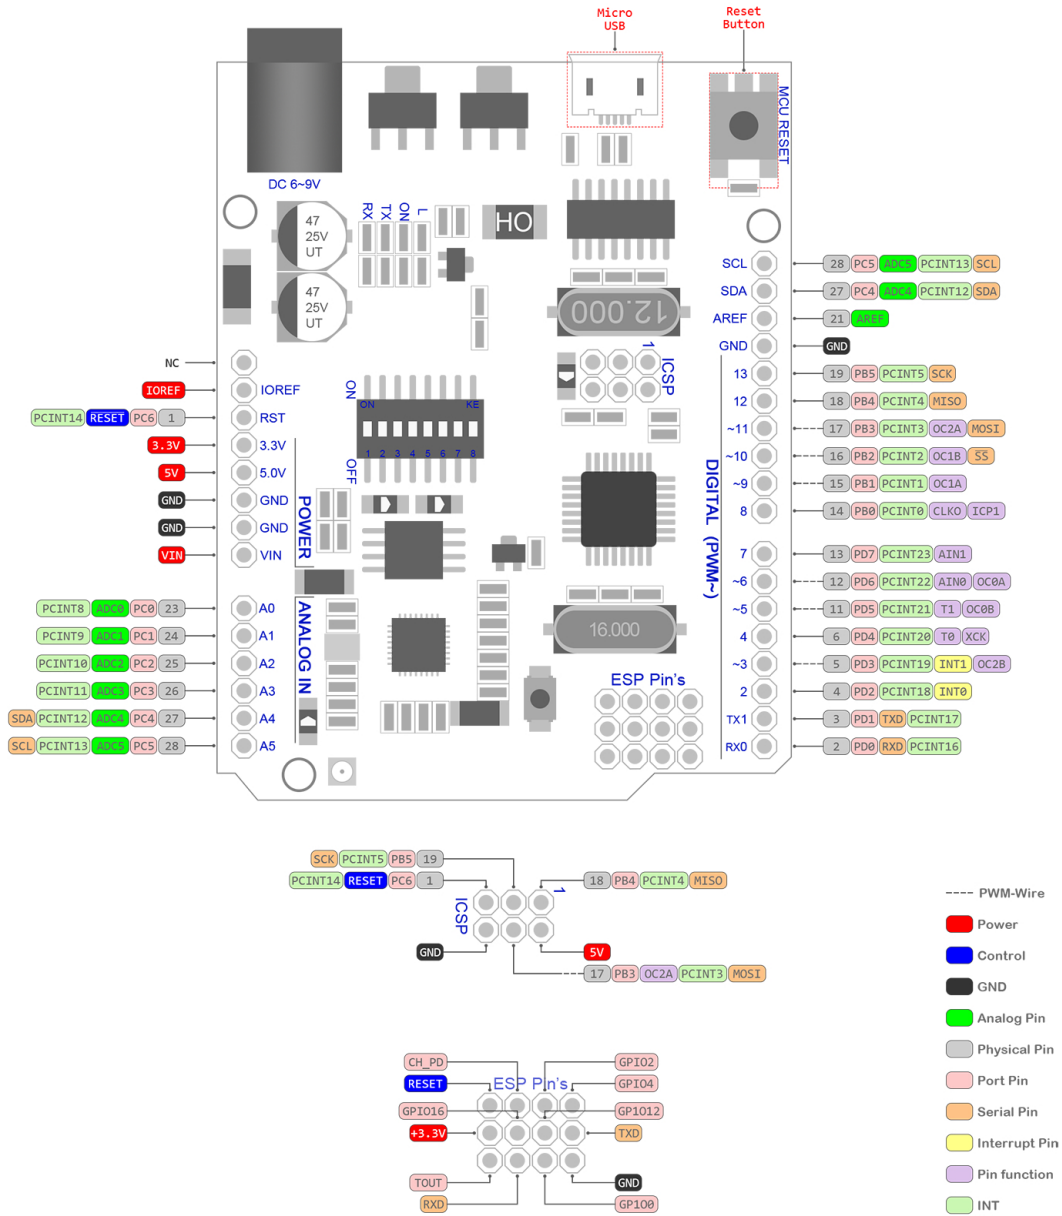 Micro
USB
Reset
Button
MCU RESET
DC 6~9V
47
25V
UT
47
25V
UT
RX
TX
ON
L
HO
12.000
1
ICSP
SCL 28 PC5 ADC5 PCINT13 SCL
SDA 27 PC4 ADC4 PCINT12 SDA
AREF 21 AREF
GND GND
13 19 PB5 PCINT5 SCK
12 18 PB4 PCINT4 MISO
~11 17 PB3 PCINT3 OC2A MOSI
~10 16 PB2 PCINT2 OC1B SS
~9 15 PB1 PCINT1 OC1A
8 14 PB0 PCINT0 CLKO ICP1
7 13 PD7 PCINT23 AIN1
~6 12 PD6 PCINT22 AIN0 OC0A
~5 11 PD5 PCINT21 T1 OC0B
4 6 PD4 PCINT20 T0 XCK
~3 5 PD3 PCINT19 INT1 OC2B
2 4 PD2 PCINT18 INT0
TX1 3 PD1 TXD PCINT17
RX0 2 PD0 RXD PCINT16
DIGITAL (PWM~)
NC
IOREF IOREF
PCINT14 RESET PC6 1 RST
3.3V 3.3V
5V 5.0V
GND GND
GND GND
VIN VIN
POWER
ON
ON KE
1 2 3 4 5 6 7 8
OFF
PCINT8 ADC0 PC0 23 A0
PCINT9 ADC1 PC1 24 A1
PCINT10 ADC2 PC2 25 A2
PCINT11 ADC3 PC3 26 A3
SDA PCINT12 ADC4 PC4 27 A4
SCL PCINT13 ADC5 PC5 28 A5
ANALOG IN
16.000
ESP Pin's
SCK PCINT5 PB5 19
PCINT14 RESET PC6 1
1
18 PB4 PCINT4 MISO
ICSP
GND
5V
17 PB3 OC2A PCINT3 MOSI
CH_PD
GPIO2
RESET
ESP Pin's
GPIO4
GPIO16
GP1O12
+3.3V
TXD
TOUT
GND
RXD
GP1O0
PWM-Wire
Power
Control
GND
Analog Pin
Physical Pin
Port Pin
Serial Pin
Interrupt Pin
Pin function
INT